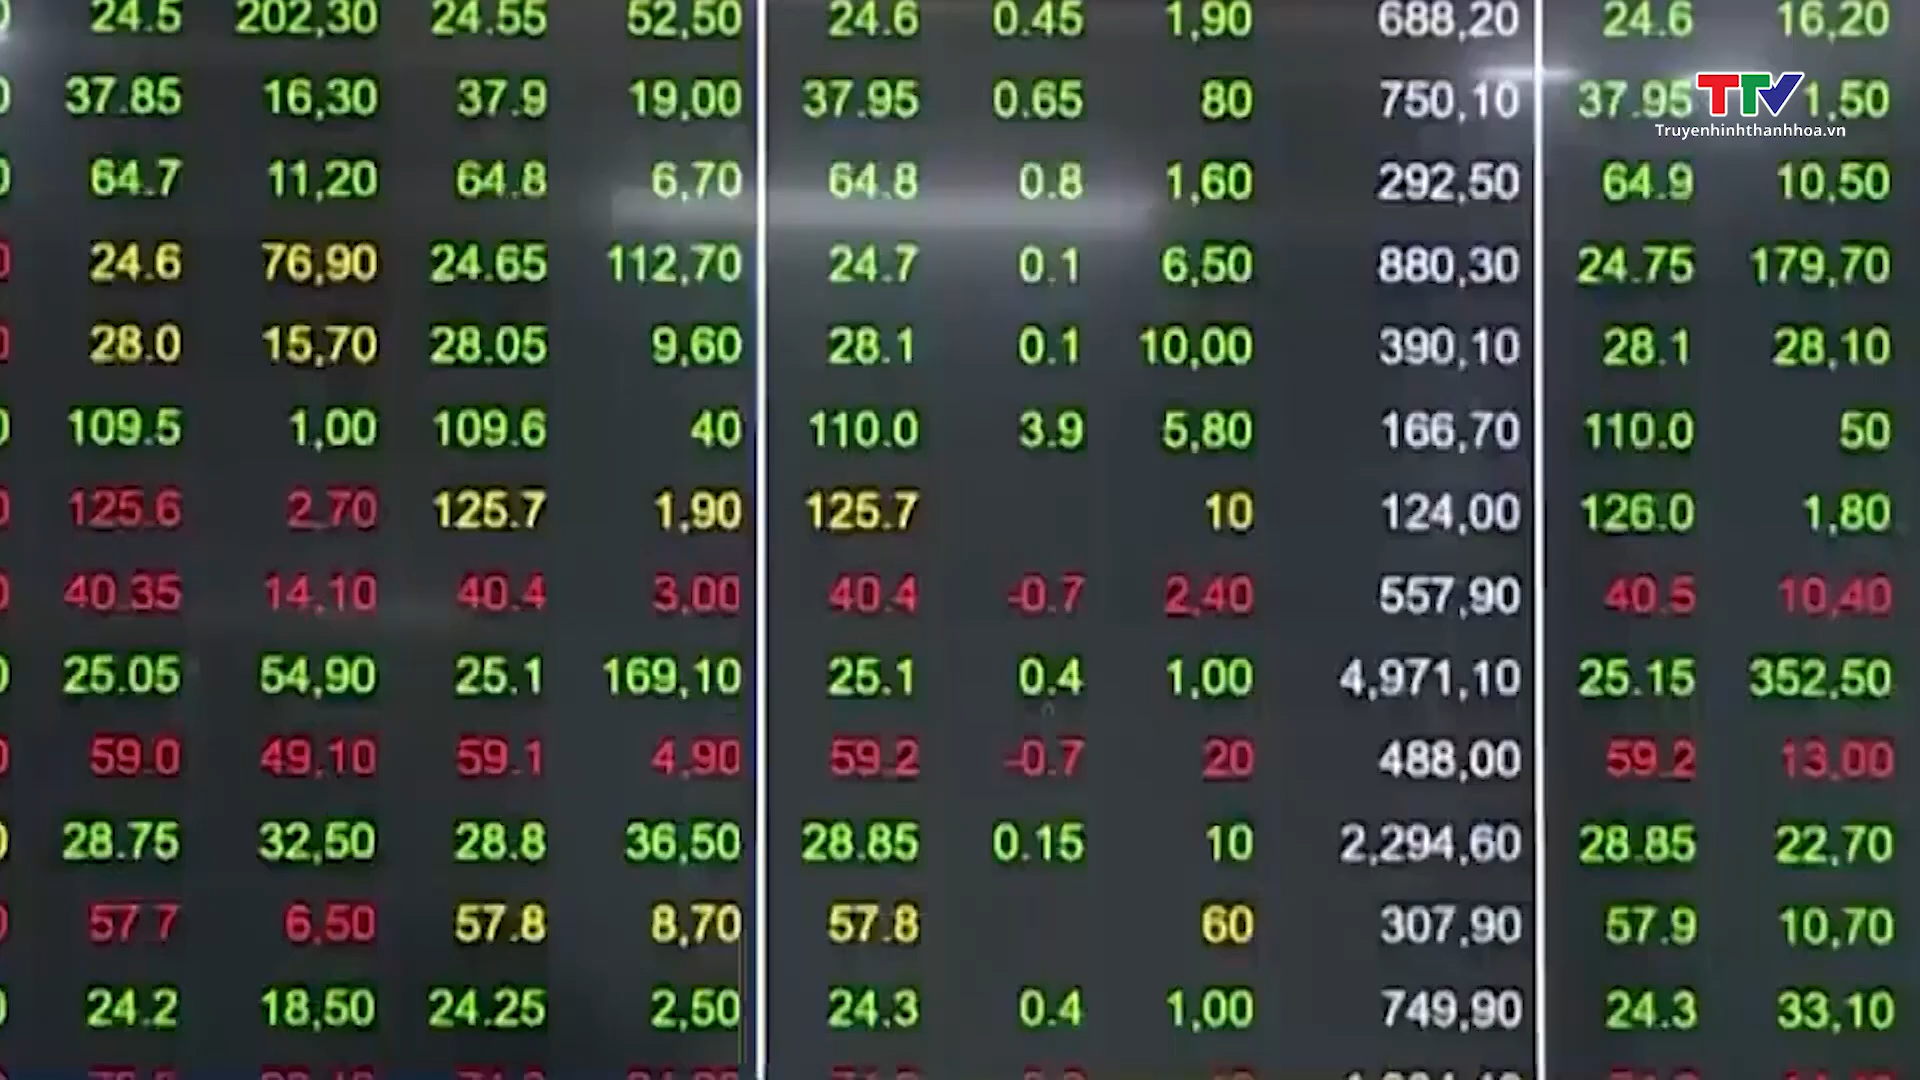 24.5 202,30 24.55 52,50 24.6 0.45 1,90 688,20 24.6 16,20
37.85 16,30 37.9 19,00 37.95 0.65 80 750,10 37.95 1,50
TTV
Truyenhinhthanhhoa.vn
64.7 11,20 64.8 6,70 64.8 0.8 1,60 292,50 64.9 10,50
24.6 76,90 24.65 112,70 24.7 0.1 6,50 880,30 24.75 179,70
28.0 15,70 28.05 9,60 28.1 0.1 10,00 390,10 28.1 28,10
109.5 1,00 109.6 40 110.0 3.9 5,80 166,70 110.0 50
125.6 2,70 125.7 1,90 125.7 10 124,00 126.0 1,80
40.35 14,10 40.4 3,00 40.4 -0.7 2,40 557,90 40.5 10,40
25.05 54,90 25.1 169,10 25.1 0.4 1,00 4,971,10 25.15 352,50
59.0 49,10 59.1 4,90 59.2 -0.7 20 488,00 59.2 13,00
28.75 32,50 28.8 36,50 28.85 0.15 10 2,294,60 28.85 22,70
57.7 6,50 57.8 8,70 57.8 60 307,90 57.9 10,70
24.2 18,50 24.25 2,50 24.3 0.4 1,00 749,90 24.3 33,10